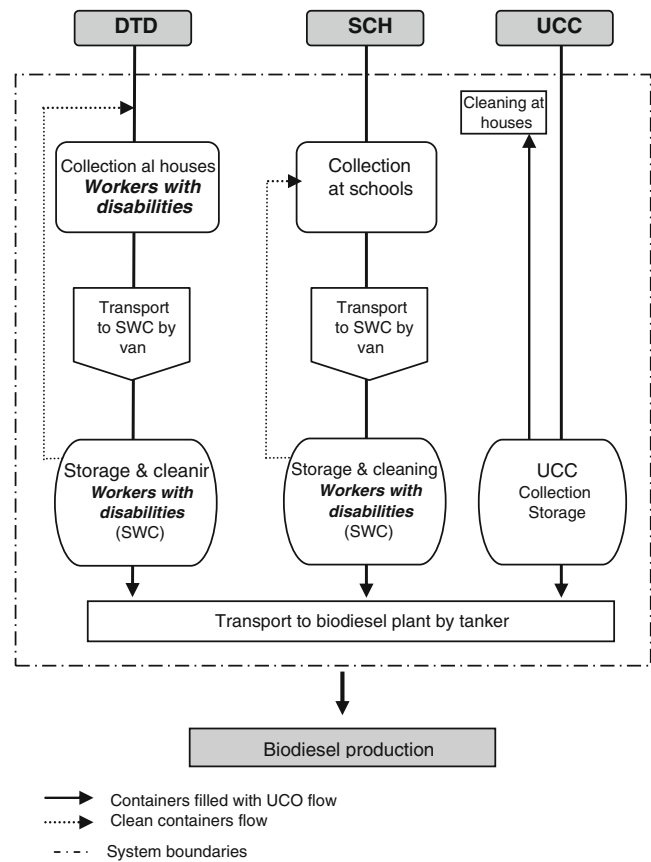 DTD
SCH
UCC
Cleaning at
houses
Collection al houses
Workers with
disabilities
Collection
at schools
Transport
to SWC by
van
Transport
to SWC by
van
Storage & cleanir
Workers with
disabilities
(SWC)
Storage & cleaning
Workers with
disabilities
(SWC)
UCC
Collection
Storage
Transport to biodiesel plant by tanker
Biodiesel production
Containers filled with UCO flow
Clean containers flow
System boundaries